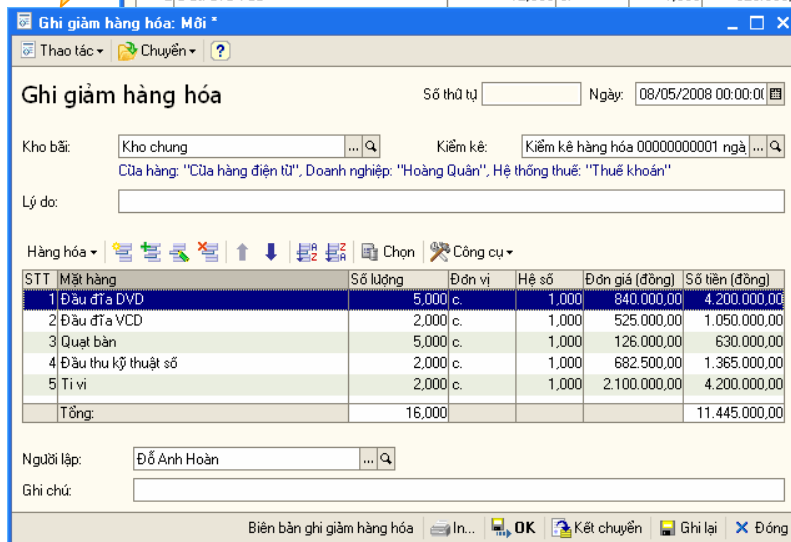 Ghi giảm hàng hóa: Mới *
Thao tác Chuyển ?
Ghi giảm hàng hóa Số thứ tự Ngày: 08/05/2008 00:00:0(
Kho bãi: Kho chung ... Kiểm kê: Kiểm kê hàng hóa 00000000001 ngà ...
Cửa hàng: "Cửa hàng điện tử", Doanh nghiệp: "Hoàng Quân", Hệ thống thuế: "Thuế khoán"
Lý do:
Hàng hóa Chọn Công cụ
STT Mặt hàng Số lượng Đơn vị Hệ số Đơn giá (đồng) Số tiền (đồng)
1 Đầu đĩa DVD 5,000 c. 1,000 840.000,00 4.200.000,00
2 Đầu đĩa VCD 2,000 c. 1,000 525.000,00 1.050.000,00
3 Quạt bàn 5,000 c. 1,000 126.000,00 630.000,00
4 Đầu thu kỹ thuật số 2,000 c. 1,000 682.500,00 1.365.000,00
5 Ti vi 2,000 c. 1,000 2.100.000,00 4.200.000,00
Tổng: 16,000 11.445.000,00
Người lập: Đỗ Anh Hoàn ...
Ghi chú:
Biên bản ghi giảm hàng hóa In... OK Kết chuyển Ghi lại Đóng